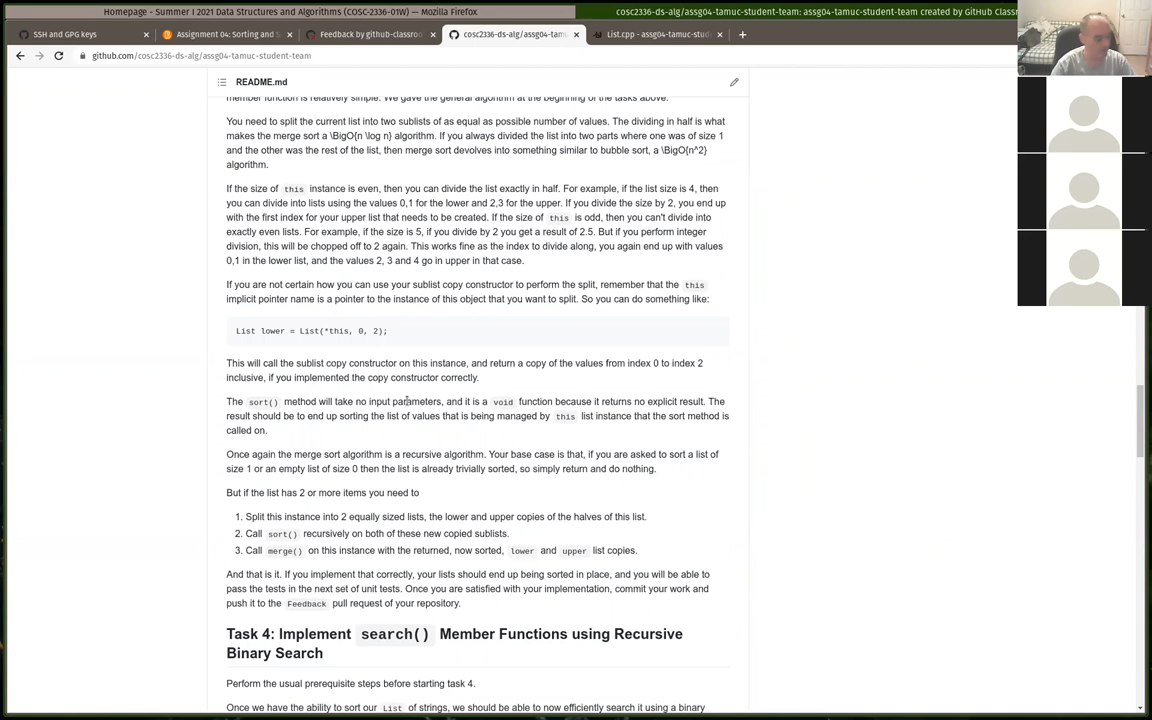 Homepage - Summer I 2021 Data Structures and Algorithms (COSC-2336-01W) — Mozilla Firefox
cosc2336-ds-alg/assg04-tamuc-student-team: assg04-tamuc-student-team created by GitHub Class
SSH and GPG keys
Assignment 04: Sorting and S
Feedback by github-classroo
cosc2336-ds-alg/assg04-tam
List.cpp - assg04-tamuc-stude
github.com/cosc2336-ds-alg/assg04-tamuc-student-team
README.md
member function is relatively simple. We gave the general algorithm at the beginning of the tasks above.
You need to split the current list into two sublists of as equal as possible number of values. The dividing in half is what
makes the merge sort a \BigO{n \log n} algorithm. If you always divided the list into two parts where one was of size 1
and the other was the rest of the list, then merge sort devolves into something similar to bubble sort, a \BigO{n^2}
algorithm.
If the size of this instance is even, then you can divide the list exactly in half. For example, if the list size is 4, then
you can divide into lists using the values 0,1 for the lower and 2,3 for the upper. If you divide the size by 2, you end up
with the first index for your upper list that needs to be created. If the size of this is odd, then you can't divide into
exactly even lists. For example, if the size is 5, if you divide by 2 you get a result of 2.5. But if you perform integer
division, this will be chopped off to 2 again. This works fine as the index to divide along, you again end up with values
0,1 in the lower list, and the values 2, 3 and 4 go in upper in that case.
If you are not certain how you can use your sublist copy constructor to perform the split, remember that the this
implicit pointer name is a pointer to the instance of this object that you want to split. So you can do something like:
List lower = List(*this, 0, 2);
This will call the sublist copy constructor on this instance, and return a copy of the values from index 0 to index 2
inclusive, if you implemented the copy constructor correctly.
The sort() method will take no input parameters, and it is a void function because it returns no explicit result. The
result should be to end up sorting the list of values that is being managed by this list instance that the sort method is
called on.
Once again the merge sort algorithm is a recursive algorithm. Your base case is that, if you are asked to sort a list of
size 1 or an empty list of size 0 then the list is already trivially sorted, so simply return and do nothing.
But if the list has 2 or more items you need to
1. Split this instance into 2 equally sized lists, the lower and upper copies of the halves of this list.
2. Call sort() recursively on both of these new copied sublists.
3. Call merge() on this instance with the returned, now sorted, lower and upper list copies.
And that is it. If you implement that correctly, your lists should end up being sorted in place, and you will be able to
pass the tests in the next set of unit tests. Once you are satisfied with your implementation, commit your work and
push it to the Feedback pull request of your repository.
Task 4: Implement search() Member Functions using Recursive
Binary Search
Perform the usual prerequisite steps before starting task 4.
Once we have the ability to sort our List of strings, we should be able to now efficiently search it using a binary